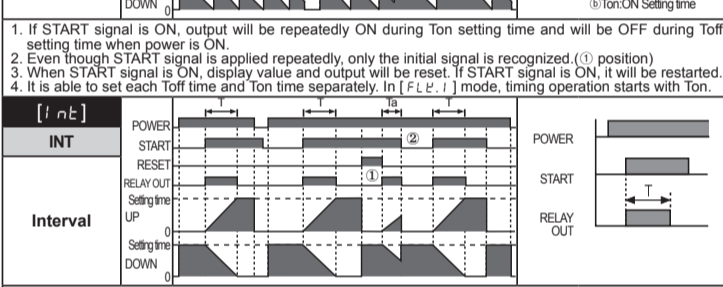 DOWN 0
ⓑTon:ON Setting time
1. If START signal is ON, output will be repeatedly ON during Ton setting time and will be OFF during Toff
setting time when power is ON.
2. Even though START signal is applied repeatedly, only the initial signal is recognized.(① position)
3. When START signal is ON, display value and output will be reset. If START signal is ON, it will be restarted.
4. It is able to set each Toff time and Ton time separately. In [FLK.1] mode, timing operation starts with Ton.
[Int]
INT
Interval
T T Ta T
POWER
START ②
RESET
RELAY OUT ①
Setting time
UP
0
Setting time
DOWN
0
POWER
START
T
RELAY
OUT